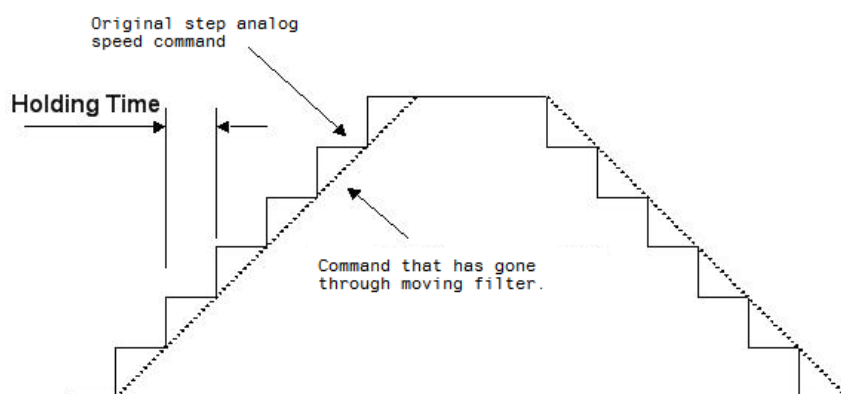 Original step analog
speed command
Holding Time
Command that has gone
through moving filter.